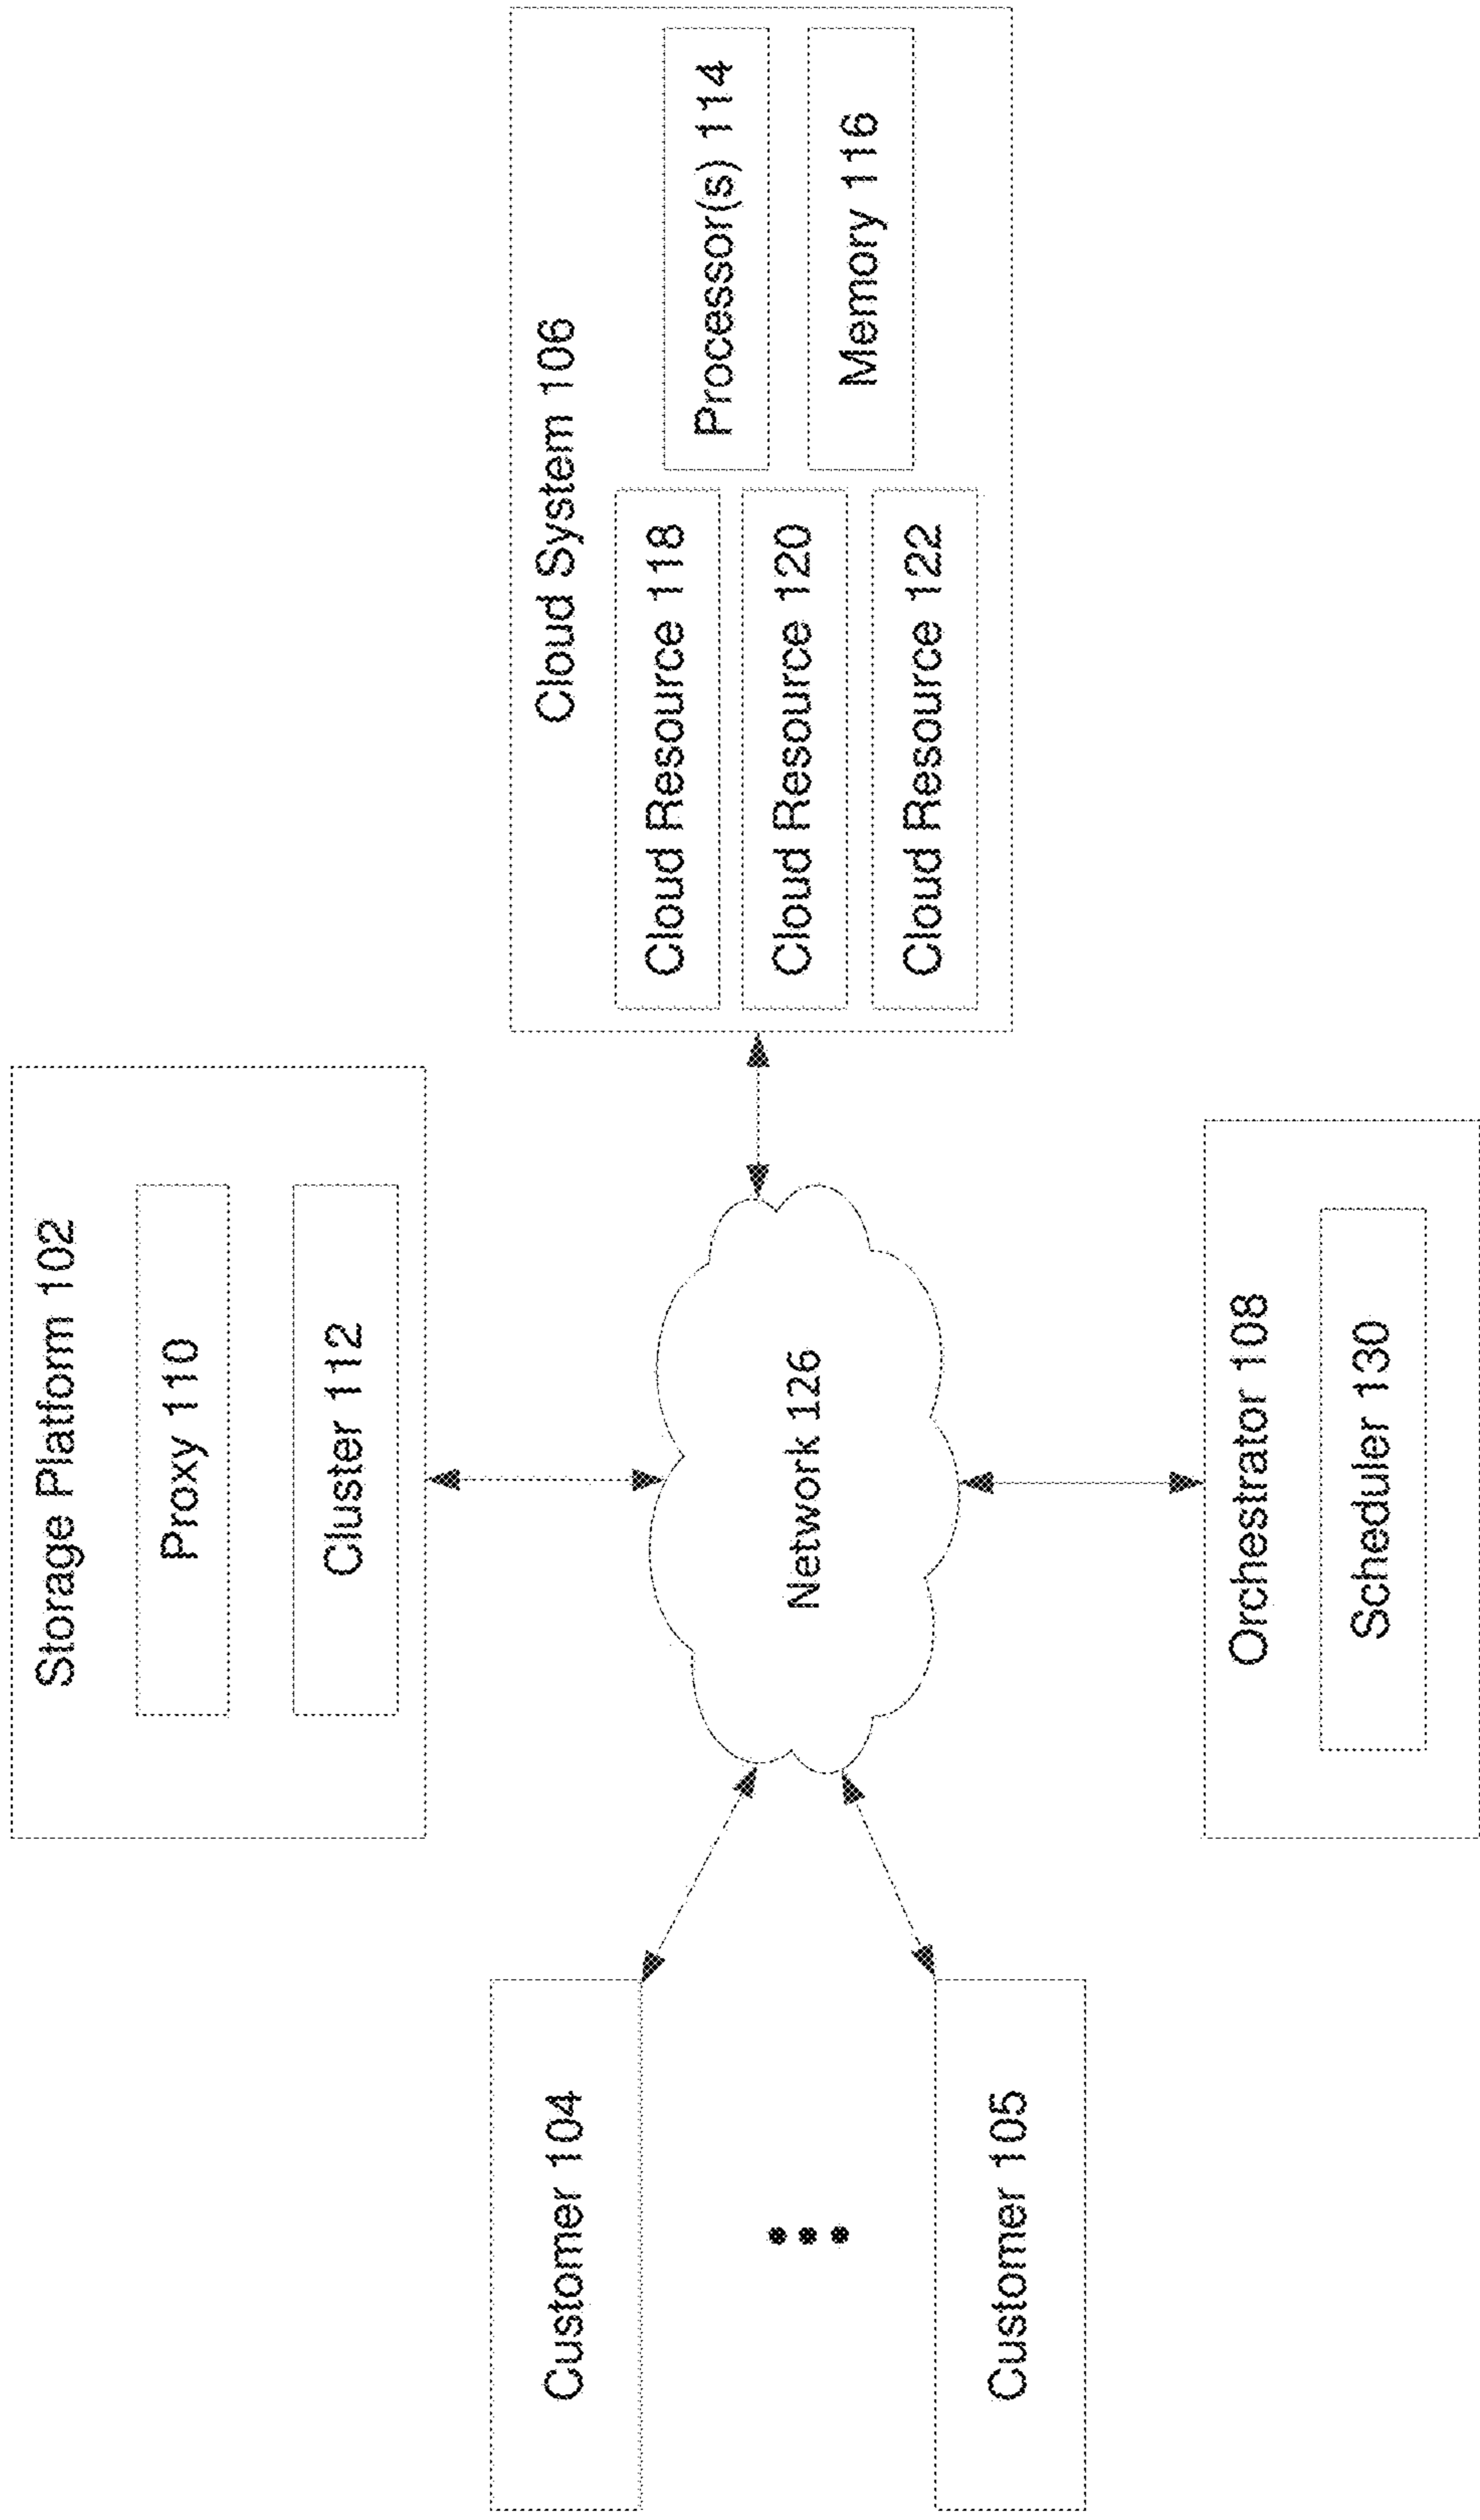 Storage Platform 102
Proxy 110
Cluster 112
Customer 104
Customer 105
Network 126
Cloud System 106
Cloud Resource 118
Cloud Resource 120
Cloud Resource 122
Processor(s) 114
Memory 116
Orchestrator 108
Scheduler 130